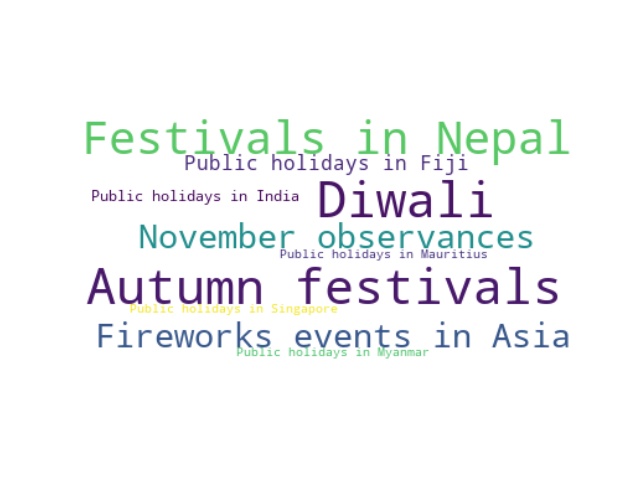 Festivals in Nepal
Public holidays in Fiji
Public holidays in India
Diwali
November observances
Public holidays in Mauritius
Autumn festivals
Public holidays in Singapore
Fireworks events in Asia
Public holidays in Myanmar